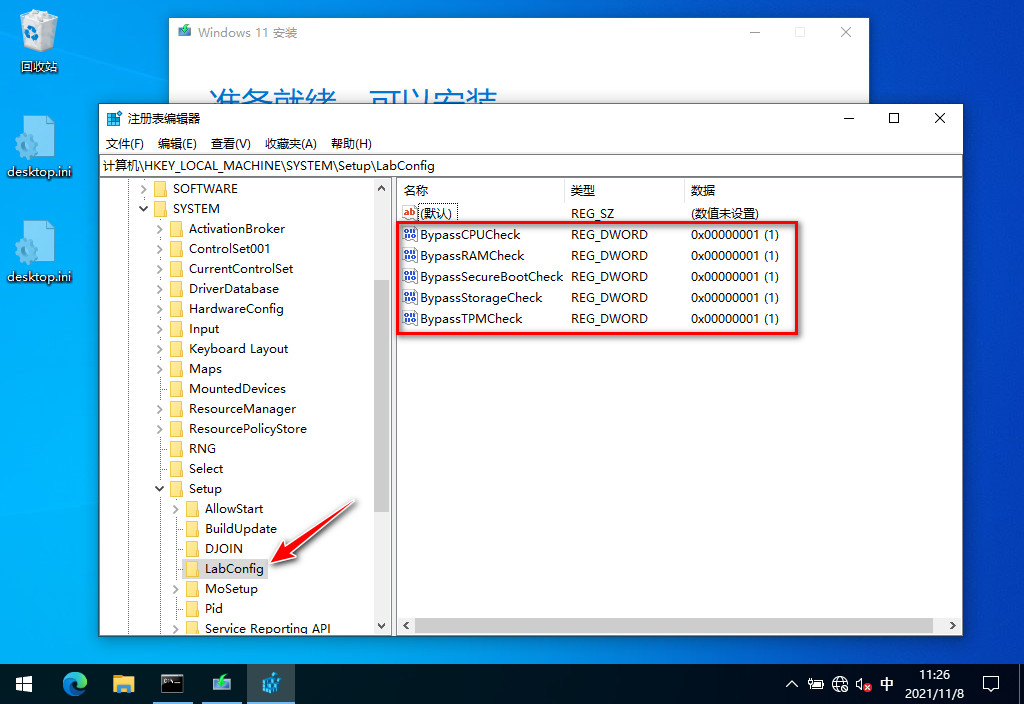 回收站
desktop.ini
desktop.ini
Windows 11 安装
准备就绪，可以安装
注册表编辑器
文件(F) 编辑(E) 查看(V) 收藏夹(A) 帮助(H)
计算机\HKEY_LOCAL_MACHINE\SYSTEM\Setup\LabConfig
SOFTWARE
SYSTEM
ActivationBroker
ControlSet001
CurrentControlSet
DriverDatabase
HardwareConfig
Input
Keyboard Layout
Maps
MountedDevices
ResourceManager
ResourcePolicyStore
RNG
Select
Setup
AllowStart
BuildUpdate
DJOIN
LabConfig
MoSetup
Pid
Service Reporting API
名称 类型 数据
ab (默认) REG_SZ (数值未设置)
BypassCPUCheck REG_DWORD 0x00000001 (1)
BypassRAMCheck REG_DWORD 0x00000001 (1)
BypassSecureBootCheck REG_DWORD 0x00000001 (1)
BypassStorageCheck REG_DWORD 0x00000001 (1)
BypassTPMCheck REG_DWORD 0x00000001 (1)
中
11:26
2021/11/8